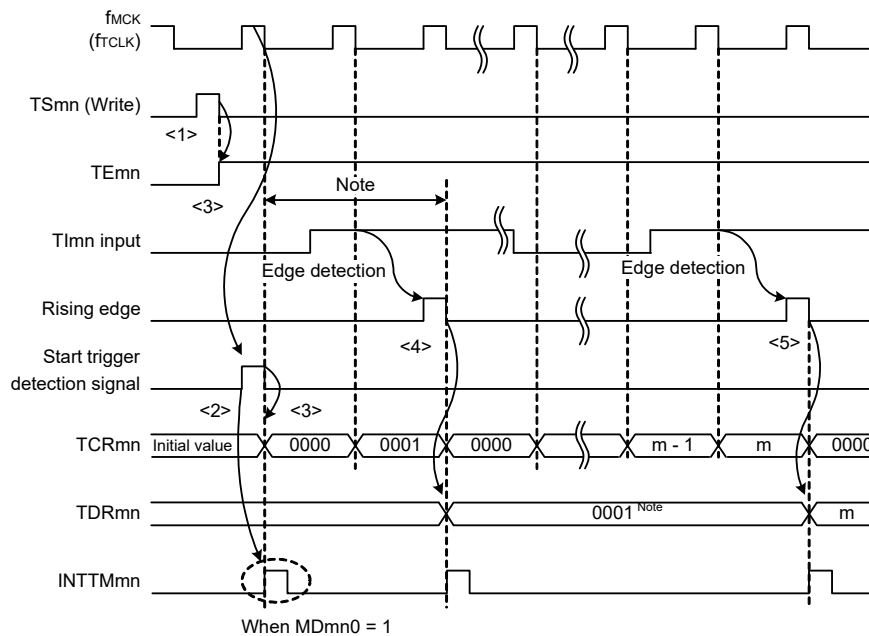 fMCK
(fTCLK)
TSmn (Write)
<1>
TEmn
<3>
Note
TImn input
Edge detection
Edge detection
Rising edge
<4>
<5>
Start trigger
detection signal
<2>
<3>
TCRmn
Initial value
0000
0001
0000
m - 1
m
0000
TDRmn
0001 Note
m
INTTMmn
When MDmn0 = 1